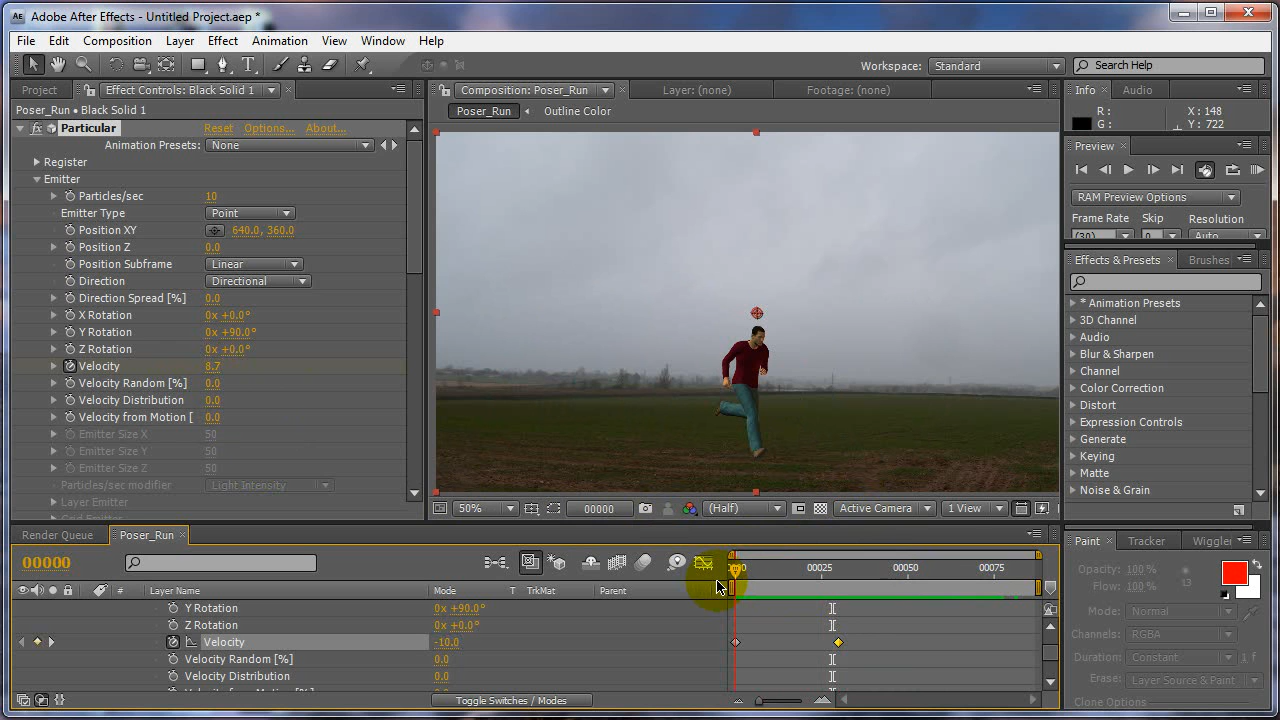 Adobe After Effects - Untitled Project.aep *
File Edit Composition Layer Effect Animation View Window Help
Workspace: Standard Search Help
Project Effect Controls: Black Solid 1 Composition: Poser_Run Layer: (none) Footage: (none) Info Audio
Poser_Run • Black Solid 1 Poser_Run Outline Color
R: X: 148
G: Y: 722
fx Particular Reset Options... About...
Animation Presets: None
Register
Emitter
Particles/sec 10
Emitter Type Point
Position XY 640.0, 360.0
Position Z 0.0
Position Subframe Linear
Direction Directional
Direction Spread [%] 0.0
X Rotation 0x +0.0°
Y Rotation 0x +90.0°
Z Rotation 0x +0.0°
Velocity 8.7
Velocity Random [%] 0.0
Velocity Distribution 0.0
Velocity from Motion [ 0.0
Emitter Size X 50
Emitter Size Y 50
Emitter Size Z 50
Particles/sec modifier Light Intensity
Layer Emitter
Preview
RAM Preview Options
Frame Rate Skip Resolution
(30) 0 Auto
Effects & Presets Brushes
* Animation Presets
3D Channel
Audio
Blur & Sharpen
Channel
Color Correction
Distort
Expression Controls
Generate
Keying
Matte
Noise & Grain
50% 00000 (Half) Active Camera 1 View
Render Queue Poser_Run
00000
00025 00050 00075
# Layer Name Mode T TrkMat Parent
Y Rotation 0x +90.0°
Z Rotation 0x +0.0°
Velocity -10.0
Velocity Random [%] 0.0
Velocity Distribution 0.0
Toggle Switches / Modes
Paint Tracker Wiggler
Opacity: 100 %
Flow: 100 % 13
Mode: Normal
Channels: RGBA
Duration: Constant 1 f
Erase: Layer Source & Paint
Clone Options